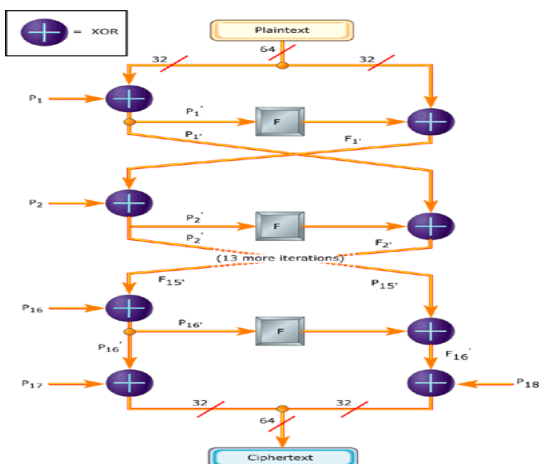 = XOR
Plaintext
64
32 32
P1
P1'
F
P1'
F1'
P2
P2'
F
P2'
F2'
(13 more iterations)
F15'
P15'
P16
P16'
F
P16'
F16'
P17
P18
32 32
64
Ciphertext